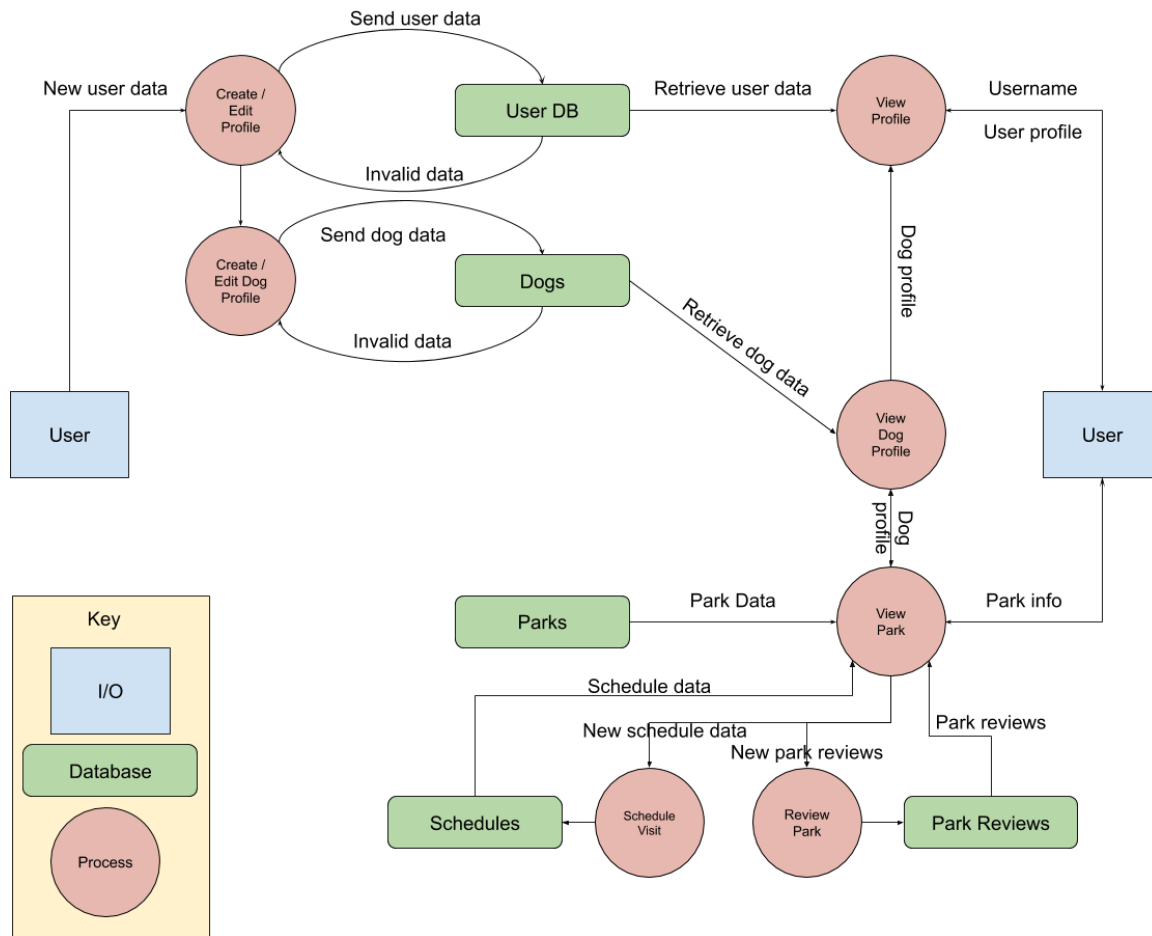 Send user data
New user data
Create /
Edit
Profile
User DB
Retrieve user data
View
Profile
Username
User profile
Invalid data
Send dog data
Create /
Edit Dog
Profile
Dogs
Invalid data
Retrieve dog data
Dog profile
User
View
Dog
Profile
User
Dog
profile
Key
I/O
Database
Process
Parks
Park Data
View
Park
Park info
Schedule data
New schedule data
New park reviews
Park reviews
Schedules
Schedule
Visit
Review
Park
Park Reviews